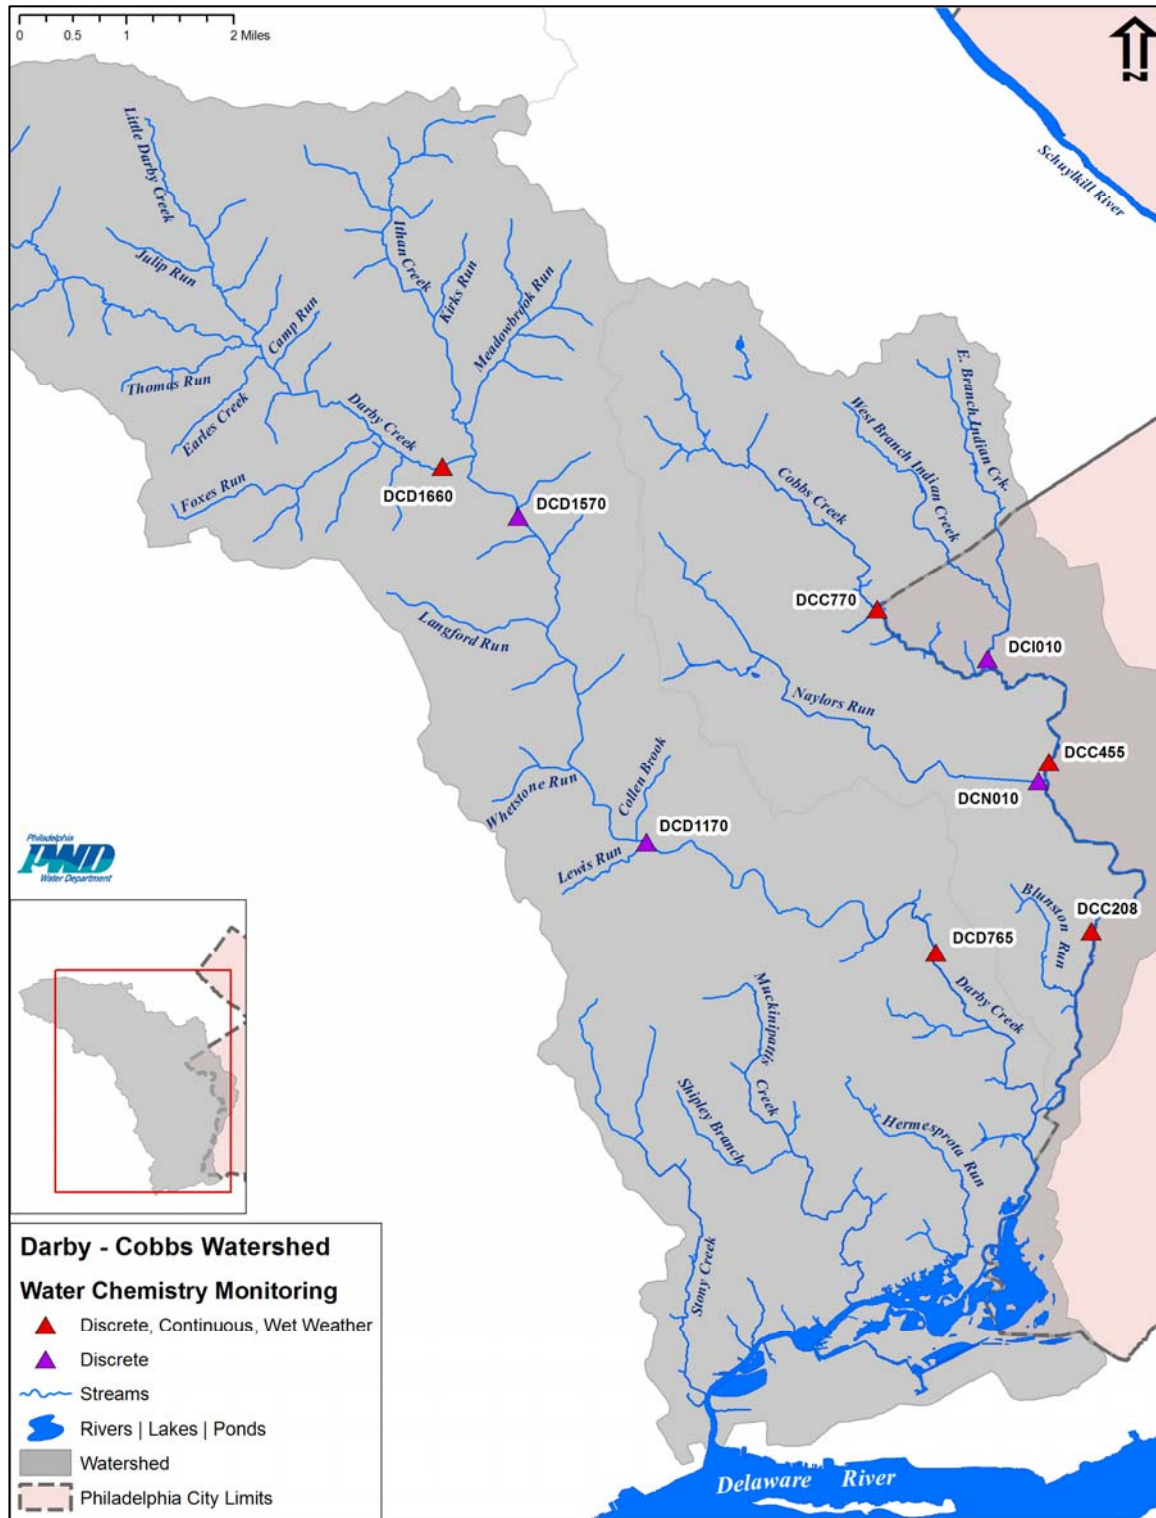 0 0.5 1 2 Miles
N
Schuylkill River
Little Darby Creek
Julip Run
Ithan Creek
Kirks Run
Meadowbrook Run
Camp Run
Thomas Run
Earles Creek
Darby Creek
Foxes Run
DCD1660
DCD1570
E. Branch Indian Crk.
West Branch Indian Creek
Cobbs Creek
DCC770
DCI010
Langford Run
Naylors Run
DCC455
DCN010
Whetstone Run
Collen Brook
DCD1170
Lewis Run
Blunston Run
DCC208
DCD765
Darby Creek
Muckinipattis Creek
Shipley Branch
Hermesprota Run
Stony Creek
Delaware River
Philadelphia
PWD
Water Department
Darby - Cobbs Watershed
Water Chemistry Monitoring
Discrete, Continuous, Wet Weather
Discrete
Streams
Rivers | Lakes | Ponds
Watershed
Philadelphia City Limits